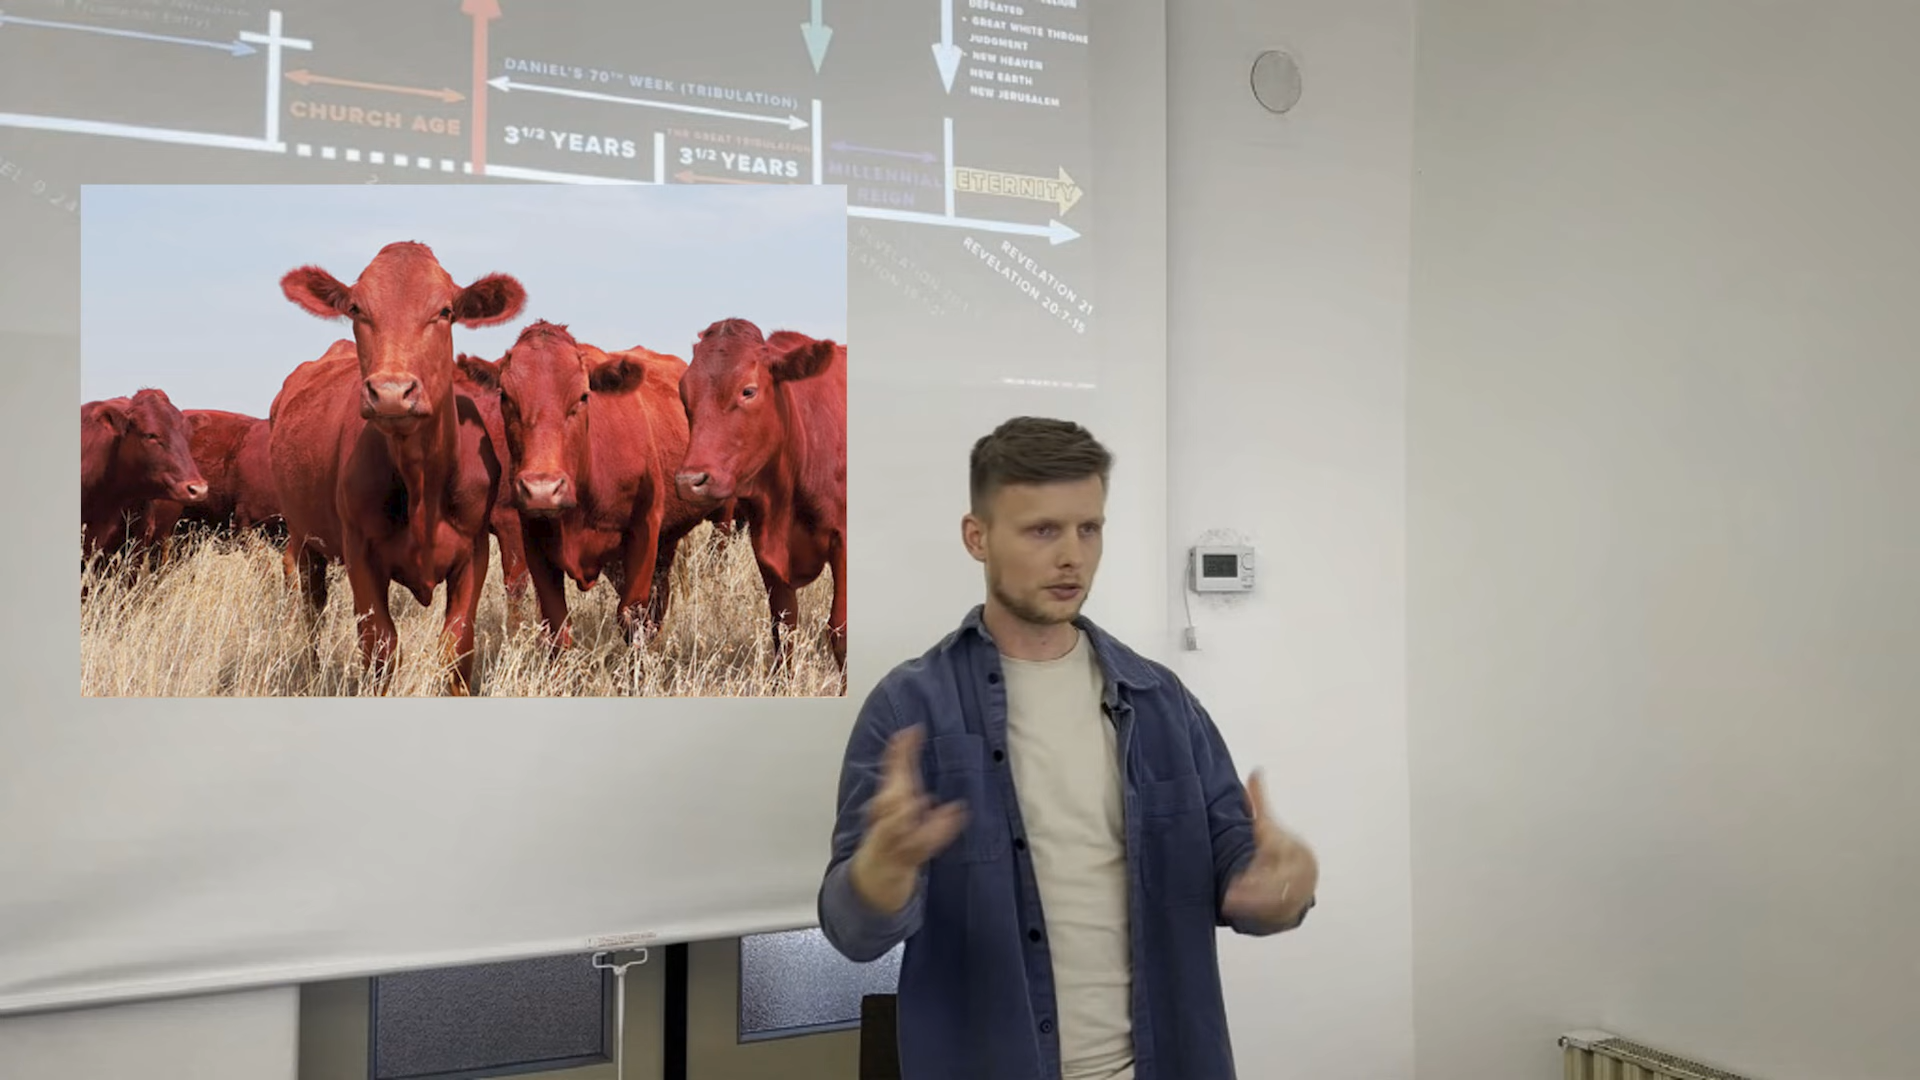 DEFEATED
• GREAT WHITE THRONE
JUDGMENT
• NEW HEAVEN
NEW EARTH
NEW JERUSALEM
DANIEL'S 70TH WEEK (TRIBULATION)
CHURCH AGE
3 1/2 YEARS
THE GREAT TRIBULATION
3 1/2 YEARS
MILLENNIAL
REIGN
ETERNITY
REVELATION 21
REVELATION 20:7-15